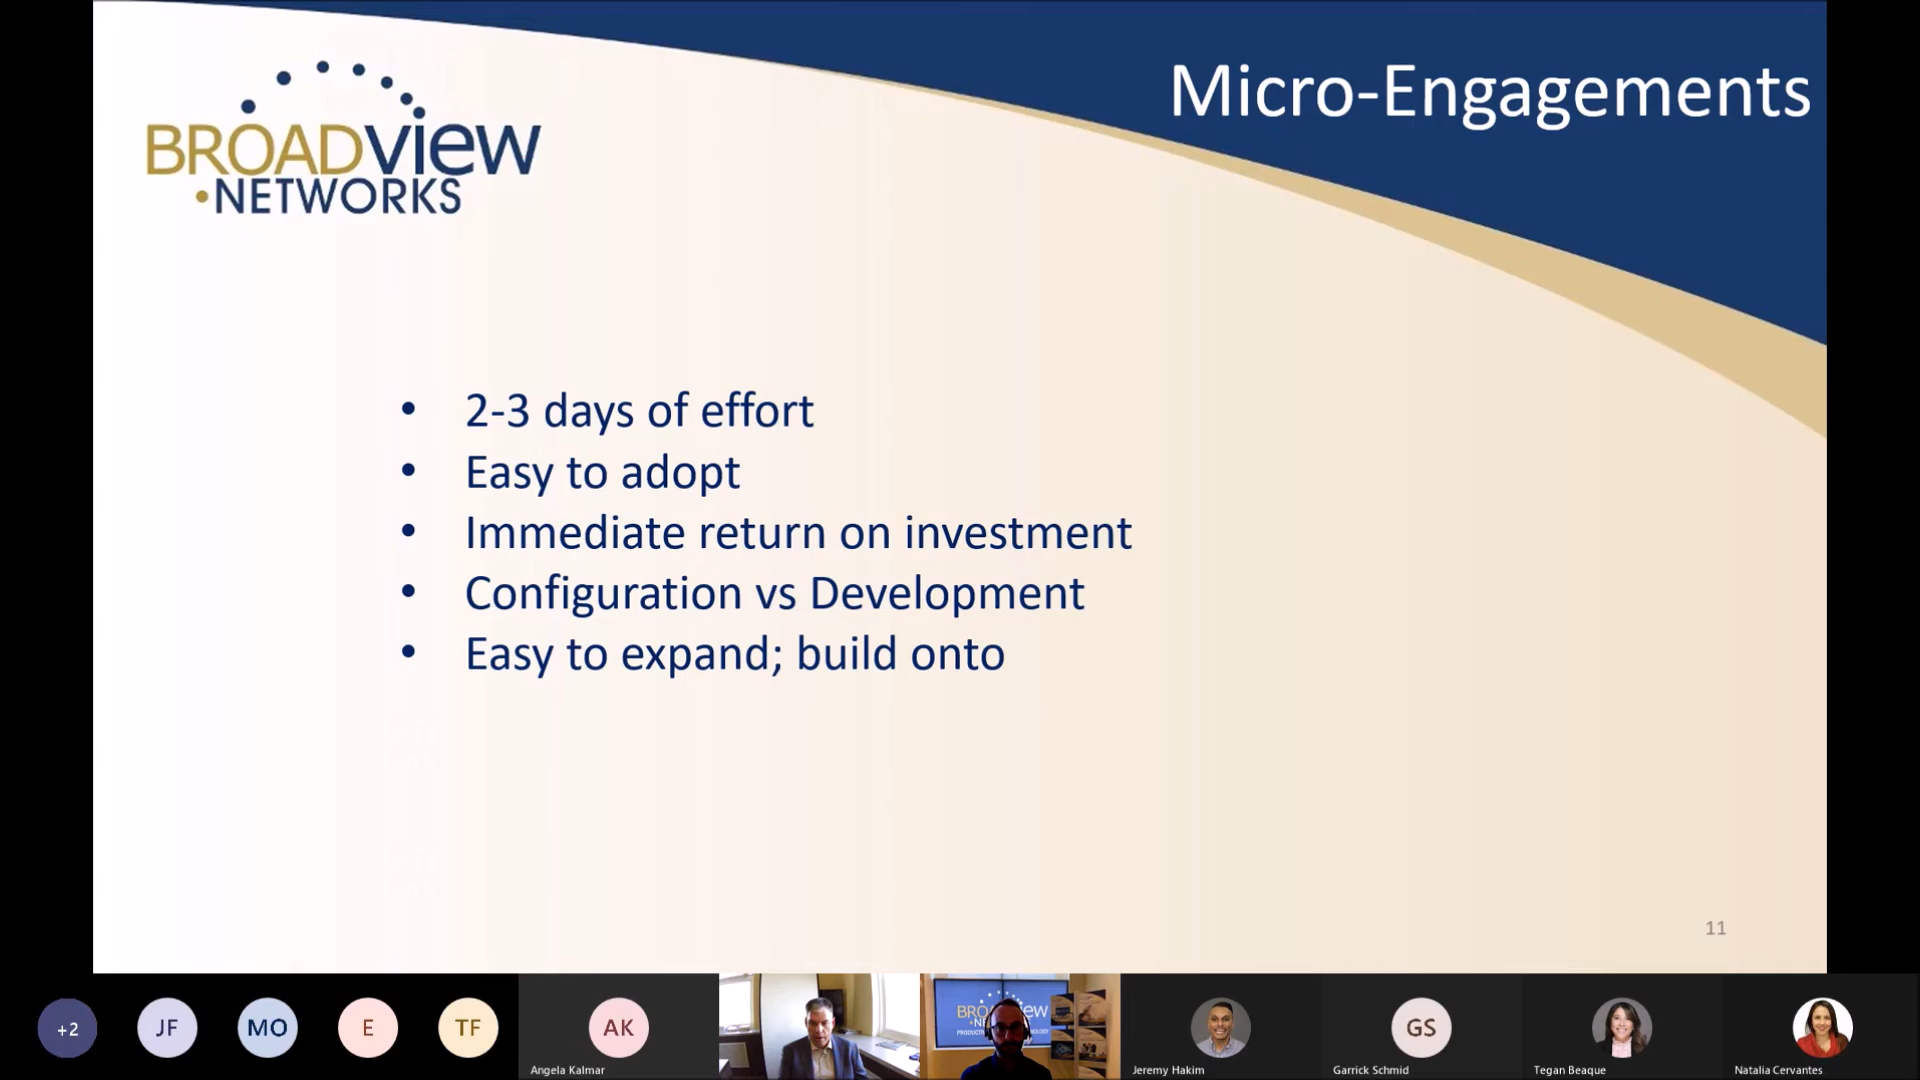 Micro-Engagements
BROADVIEW
•NETWORKS
• 2-3 days of effort
• Easy to adopt
• Immediate return on investment
• Configuration vs Development
• Easy to expand; build onto
11
+2
JF
MO
E
TF
AK
Angela Kalmar
Jeremy Hakim
GS
Garrick Schmid
Tegan Beaque
Natalia Cervantes